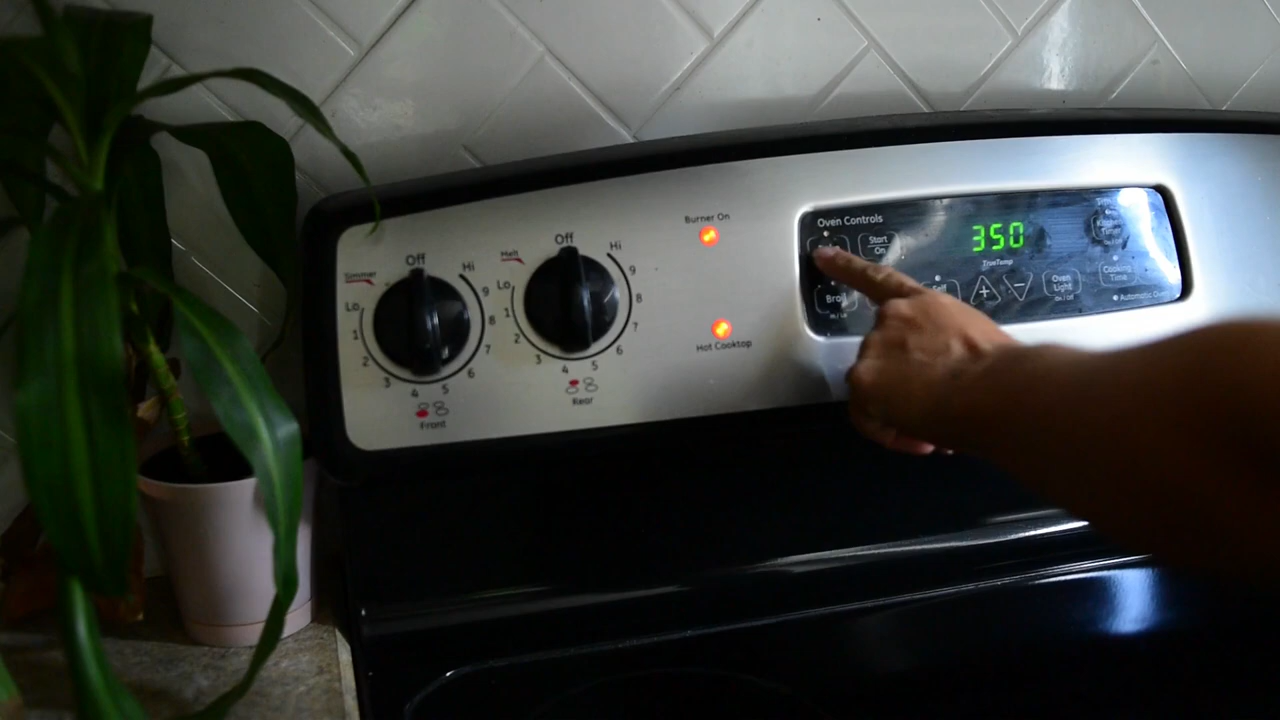 Off
Simmer
Hi
Lo
9
1
8
2
7
3
6
4
5
Front
Off
Melt
Hi
Lo
9
1
8
2
7
3
6
4
5
Rear
Burner On
Hot Cooktop
Oven Controls
Start
On
Broil
350
TrueTemp
+
−
Oven
Light
On / Off
Kitchen
Timer
Cooking
Time